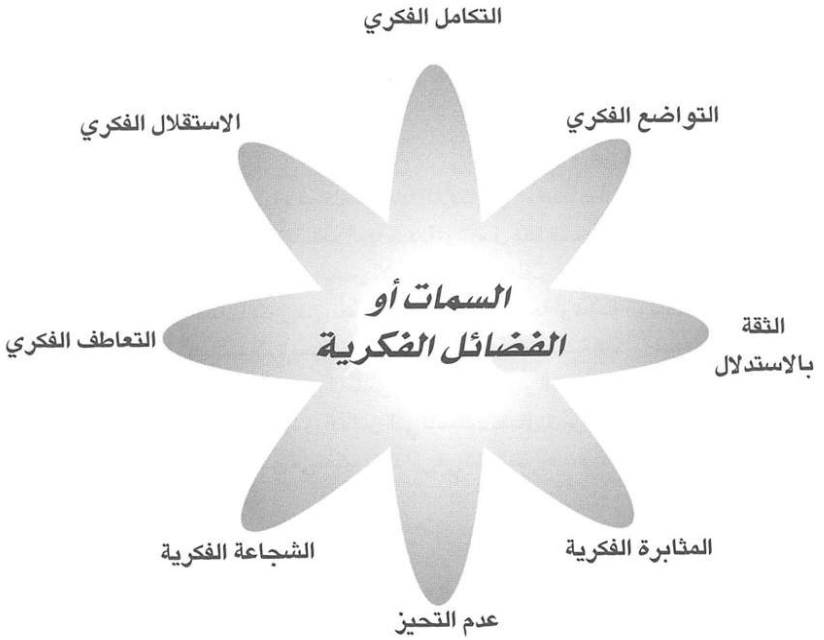 التكامل الفكري
التواضع الفكري
الاستقلال الفكري
السمات أو
الفضائل الفكرية
الثقة
بالاستدلال
التعاطف الفكري
المثابرة الفكرية
الشجاعة الفكرية
عدم التحيز